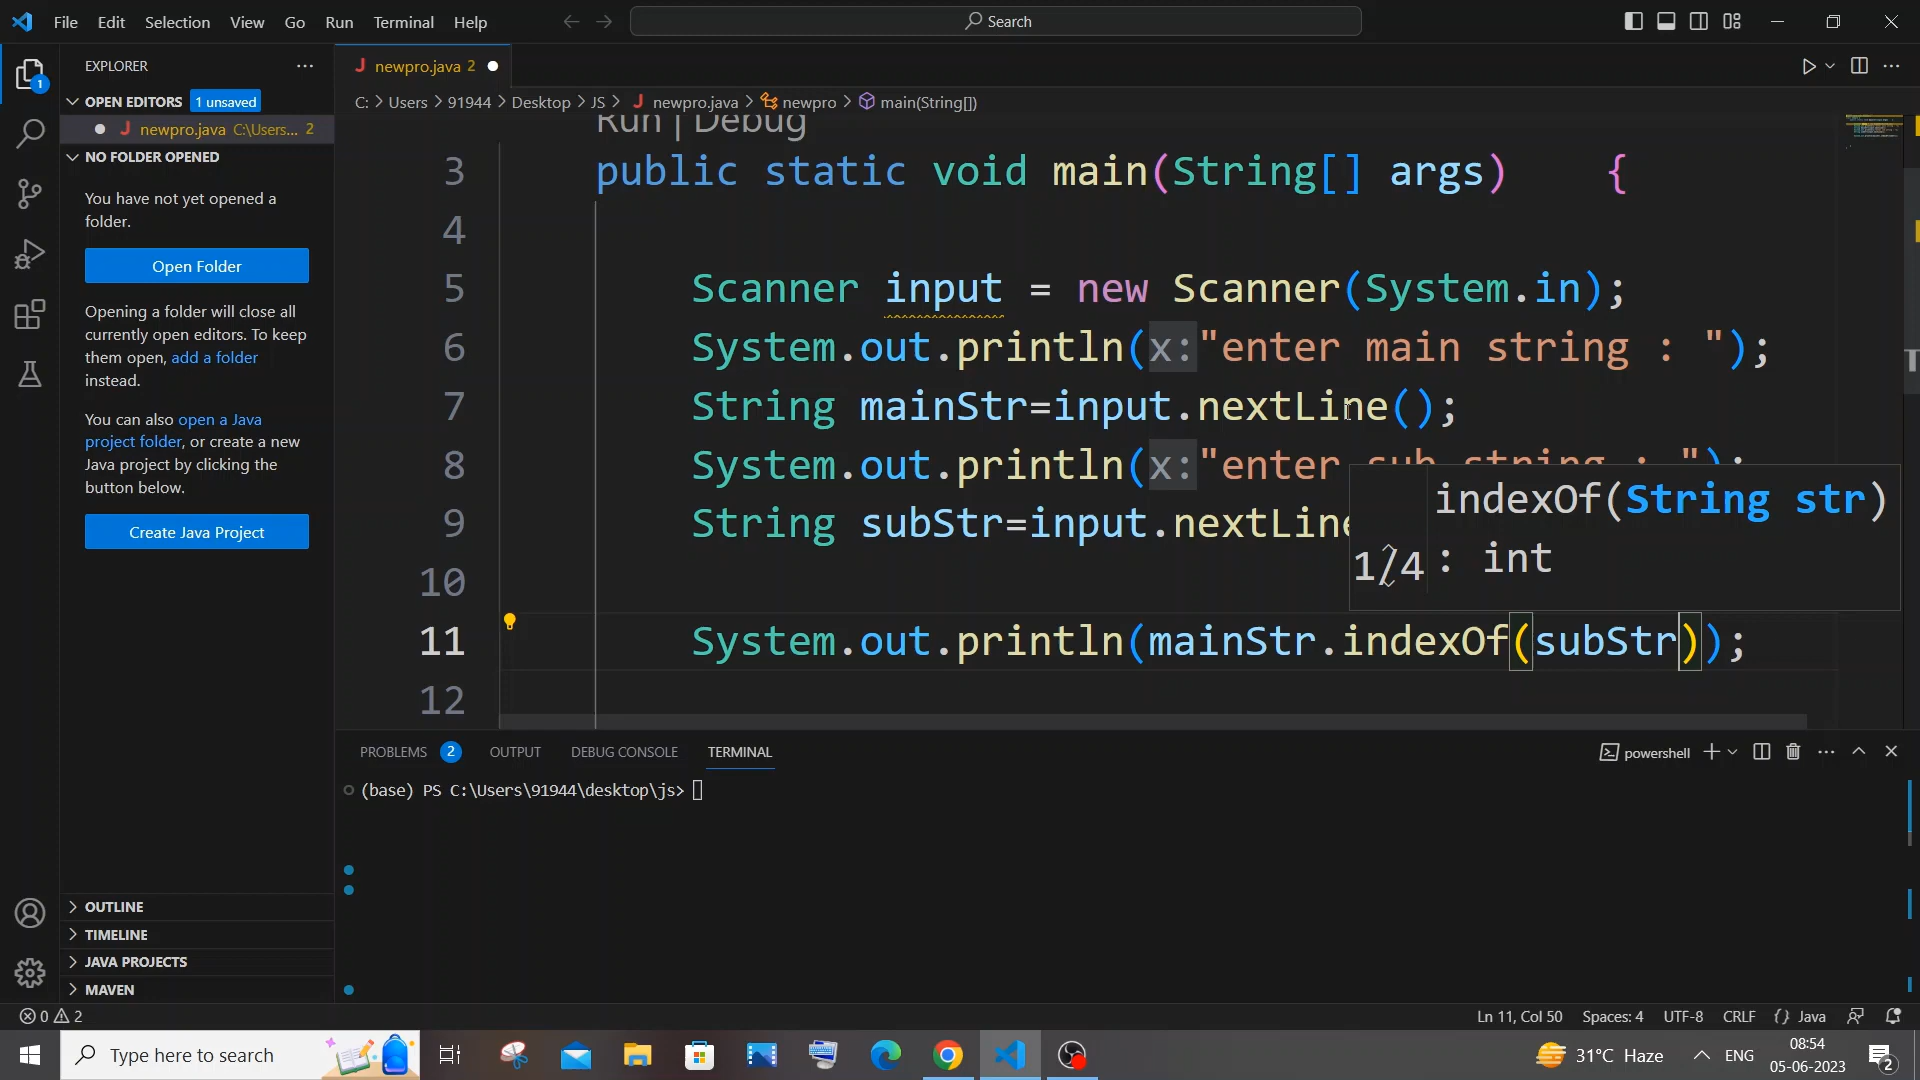 File Edit Selection View Go Run Terminal Help
Search
EXPLORER
OPEN EDITORS 1 unsaved
newpro.java C:\Users... 2
NO FOLDER OPENED
You have not yet opened a
folder.
Open Folder
Opening a folder will close all
currently open editors. To keep
them open, add a folder
instead.
You can also open a Java
project folder, or create a new
Java project by clicking the
button below.
Create Java Project
OUTLINE
TIMELINE
JAVA PROJECTS
MAVEN
1
newpro.java 2
C: > Users > 91944 > Desktop > JS > newpro.java > newpro > main(String[])
Run | Debug
3 public static void main(String[] args) {
4
5 Scanner input = new Scanner(System.in);
6 System.out.println(x:"enter main string : ");
7 String mainStr=input.nextLine();
8 System.out.println(x:"enter sub string : ");
9 String subStr=input.nextLine
10
11 System.out.println(mainStr.indexOf(subStr));
12
indexOf(String str)
1/4 : int
PROBLEMS 2 OUTPUT DEBUG CONSOLE TERMINAL
powershell
(base) PS C:\Users\91944\desktop\js>
0 2
Ln 11, Col 50 Spaces: 4 UTF-8 CRLF {} Java
Type here to search
31°C Haze
ENG
08:54
05-06-2023
2